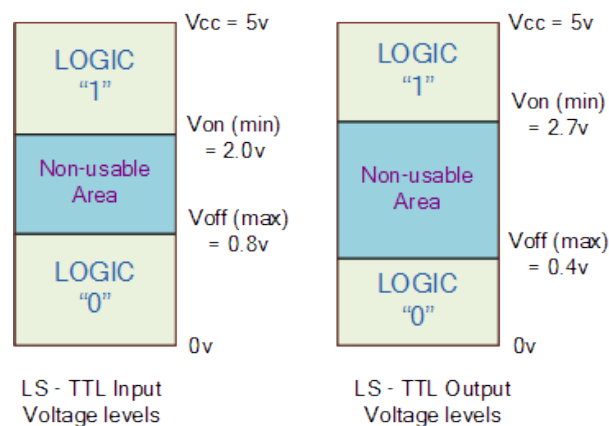 Vcc = 5v
LOGIC
“1”
Von (min)
= 2.0v
Non-usable
Area
Voff (max)
= 0.8v
LOGIC
“0”
0v
LS - TTL Input
Voltage levels
Vcc = 5v
LOGIC
“1”
Von (min)
= 2.7v
Non-usable
Area
Voff (max)
= 0.4v
LOGIC
“0”
0v
LS - TTL Output
Voltage levels